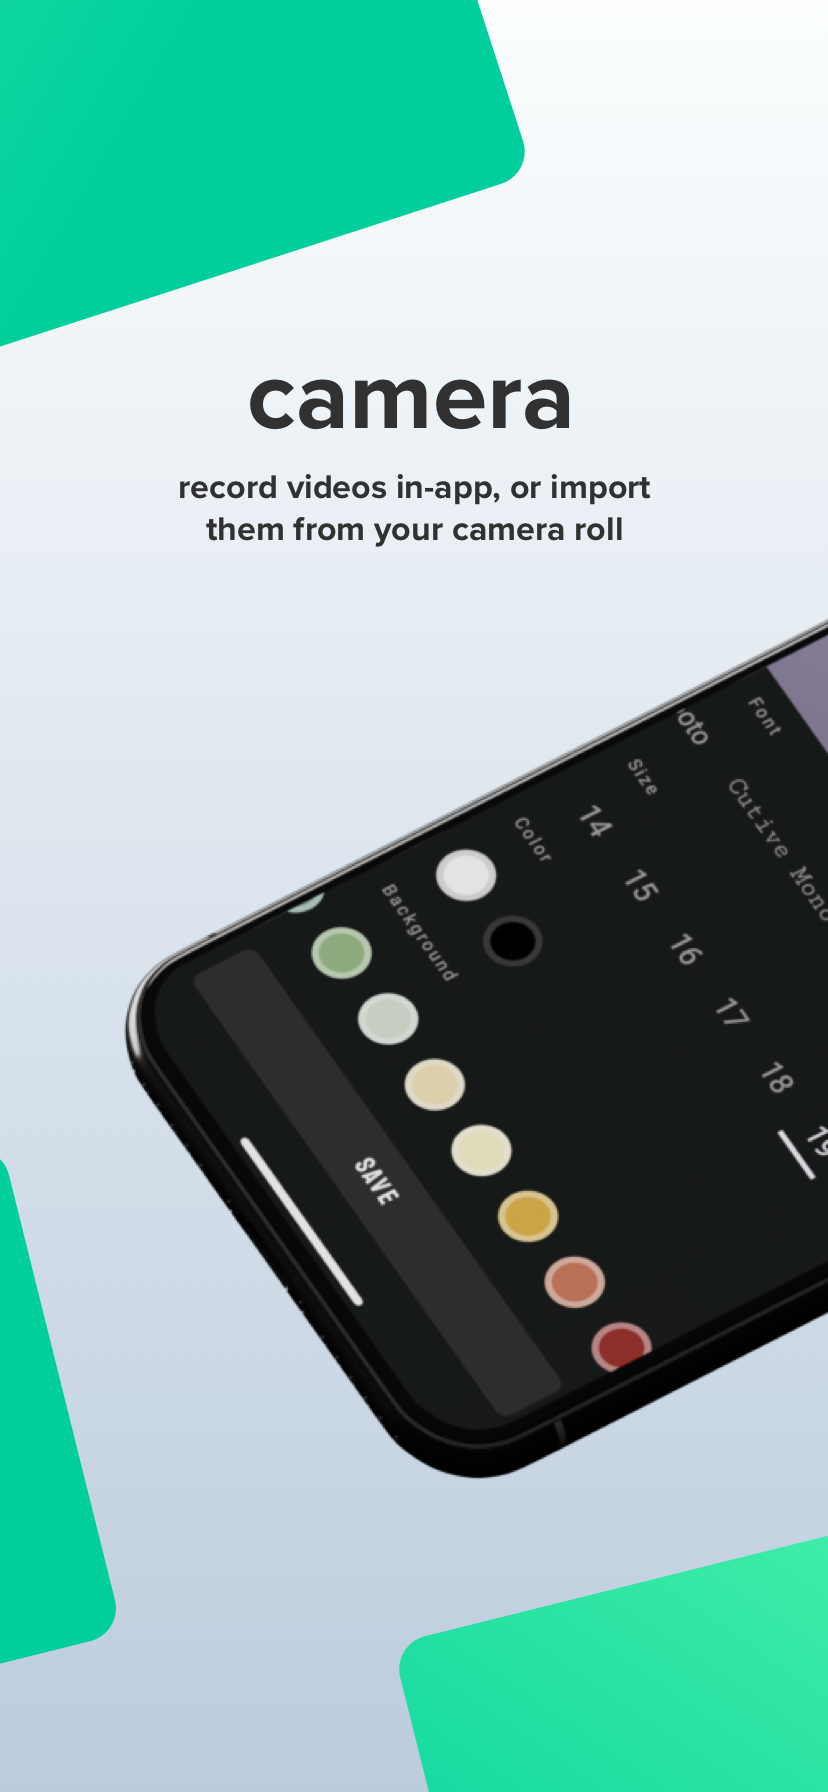 camera
record videos in-app, or import
them from your camera roll
Font
Cutive Mono
Size
14
15
16
17
18
19
Color
Background
SAVE